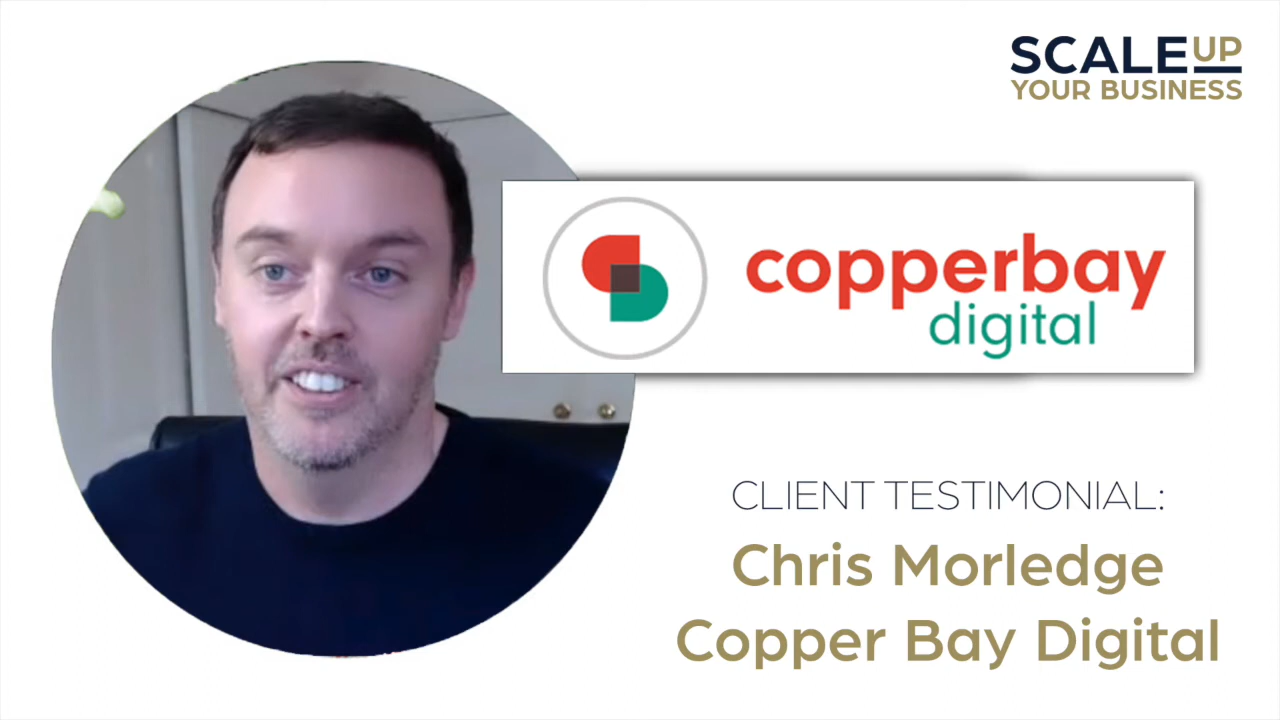 SCALEUP
YOUR BUSINESS
copperbay
digital
CLIENT TESTIMONIAL:
Chris Morledge
Copper Bay Digital